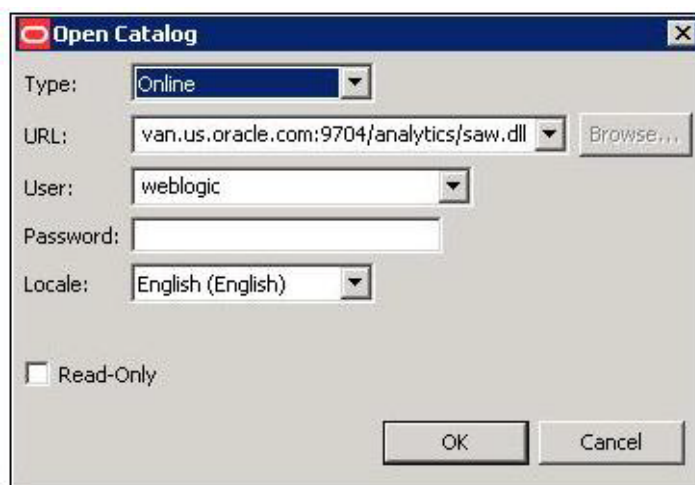 Open Catalog
Type: Online
URL: van.us.oracle.com:9704/analytics/saw.dll Browse...
User: weblogic
Password:
Locale: English (English)
Read-Only
OK Cancel